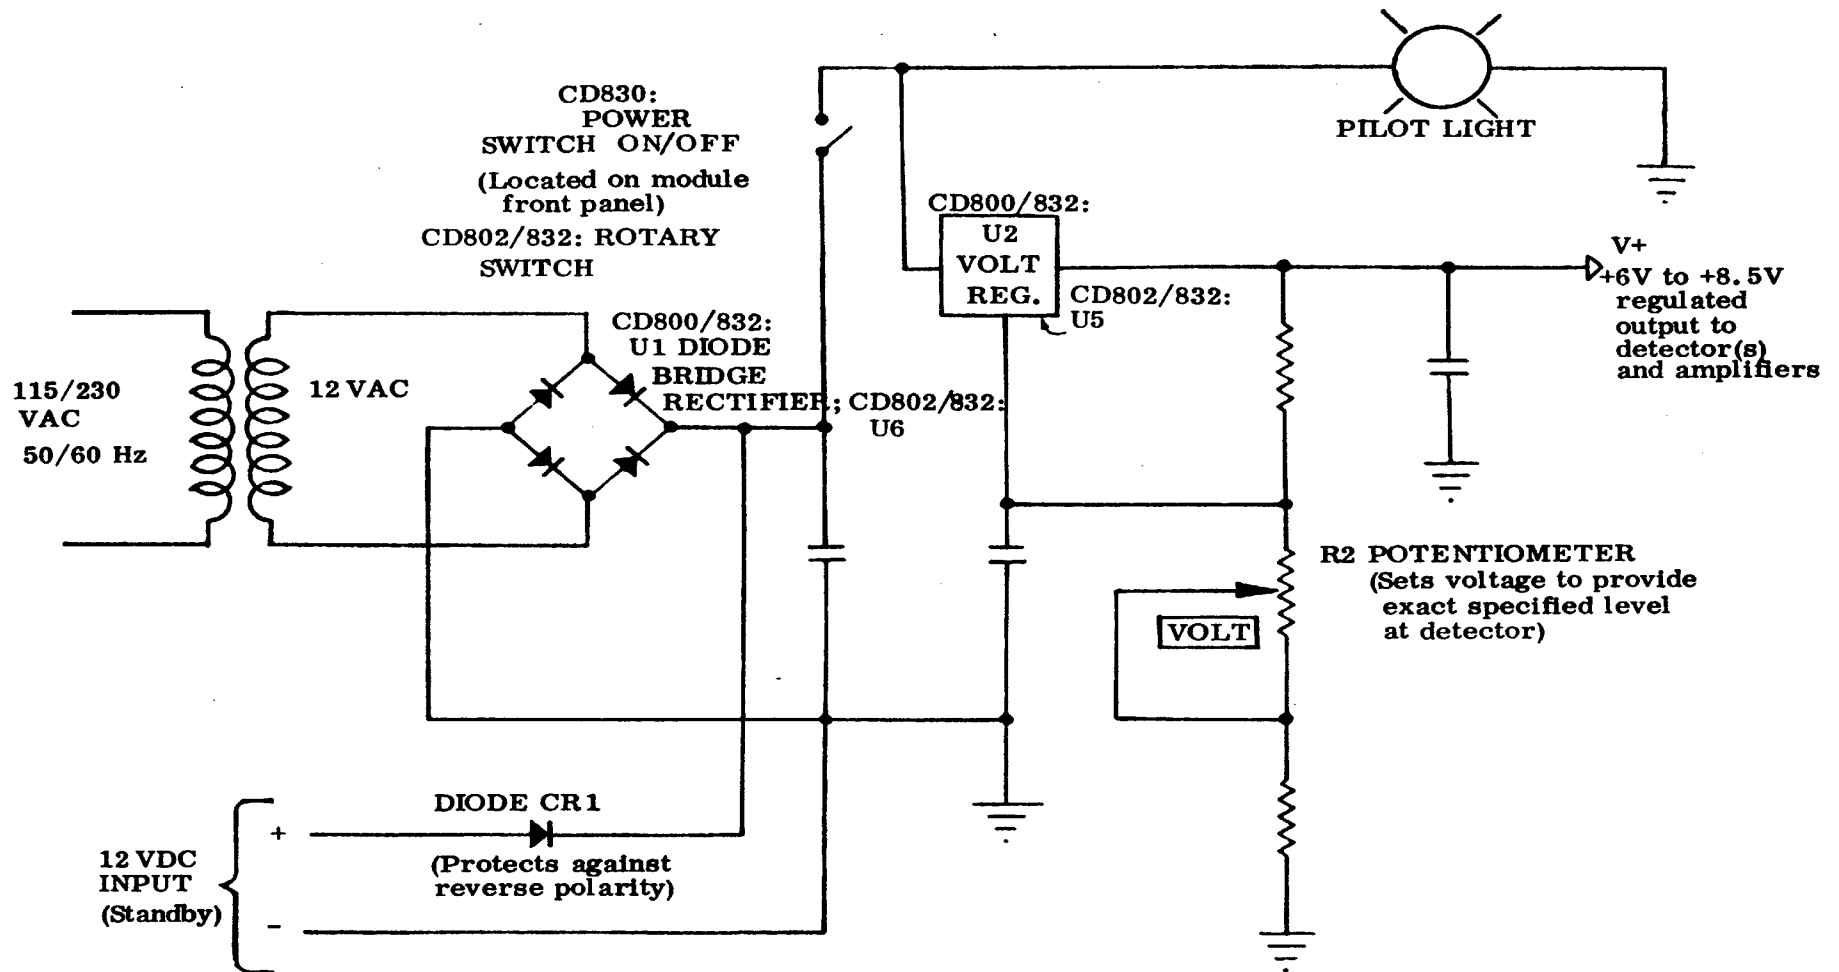 CD830:
POWER
SWITCH ON/OFF
(Located on module
front panel)
CD802/832: ROTARY
SWITCH
PILOT LIGHT
CD800/832:
U2
VOLT
REG.
CD802/832:
U5
V+
+6V to +8.5V
regulated
output to
detector(s)
and amplifiers
115/230
VAC
50/60 Hz
12 VAC
CD800/832:
U1 DIODE
BRIDGE
RECTIFIER; CD802/832:
U6
R2 POTENTIOMETER
(Sets voltage to provide
exact specified level
at detector)
VOLT
12 VDC
INPUT
(Standby)
+
-
DIODE CR1
(Protects against
reverse polarity)